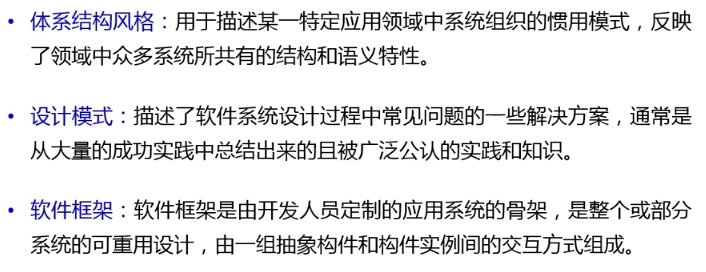 • 体系结构风格：用于描述某一特定应用领域中系统组织的惯用模式，反映
了领域中众多系统所共有的结构和语义特性。
• 设计模式：描述了软件系统设计过程中常见问题的一些解决方案，通常是
从大量的成功实践中总结出来的且被广泛公认的实践和知识。
• 软件框架：软件框架是由开发人员定制的应用系统的骨架，是整个或部分
系统的可重用设计，由一组抽象构件和构件实例间的交互方式组成。